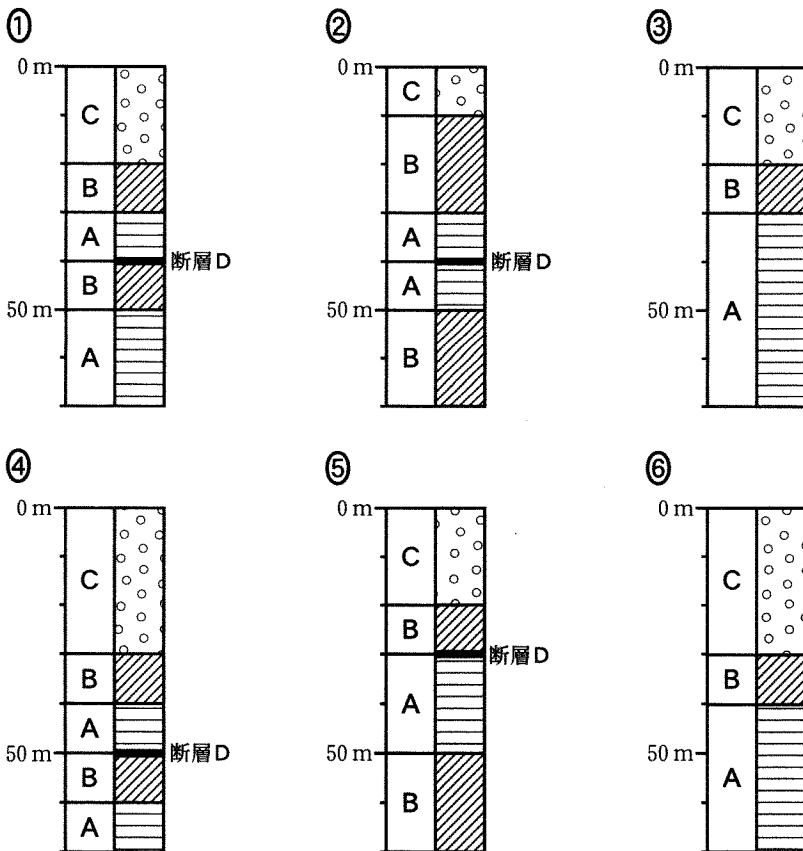 ① ② ③
0 m 0 m 0 m
C C C
B B B
A A A
断層D 断層D
B A
50 m 50 m 50 m
A B
④ ⑤ ⑥
0 m 0 m 0 m
C C C
B B B
断層D
A A A
50 m 断層D 50 m 50 m
B B
A